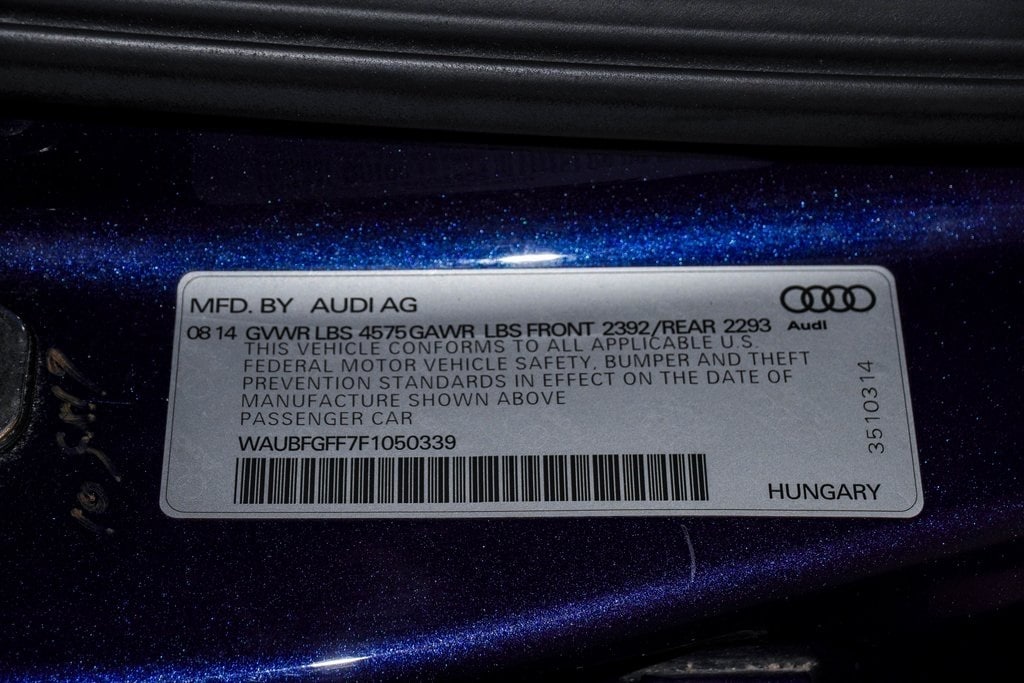 MFD. BY AUDI AG
Audi
08 14 GVWR LBS 4575 GAWR LBS FRONT 2392/REAR 2293
THIS VEHICLE CONFORMS TO ALL APPLICABLE U.S.
FEDERAL MOTOR VEHICLE SAFETY, BUMPER AND THEFT
PREVENTION STANDARDS IN EFFECT ON THE DATE OF
MANUFACTURE SHOWN ABOVE
PASSENGER CAR
WAUBFGFF7F1050339
3510314
HUNGARY